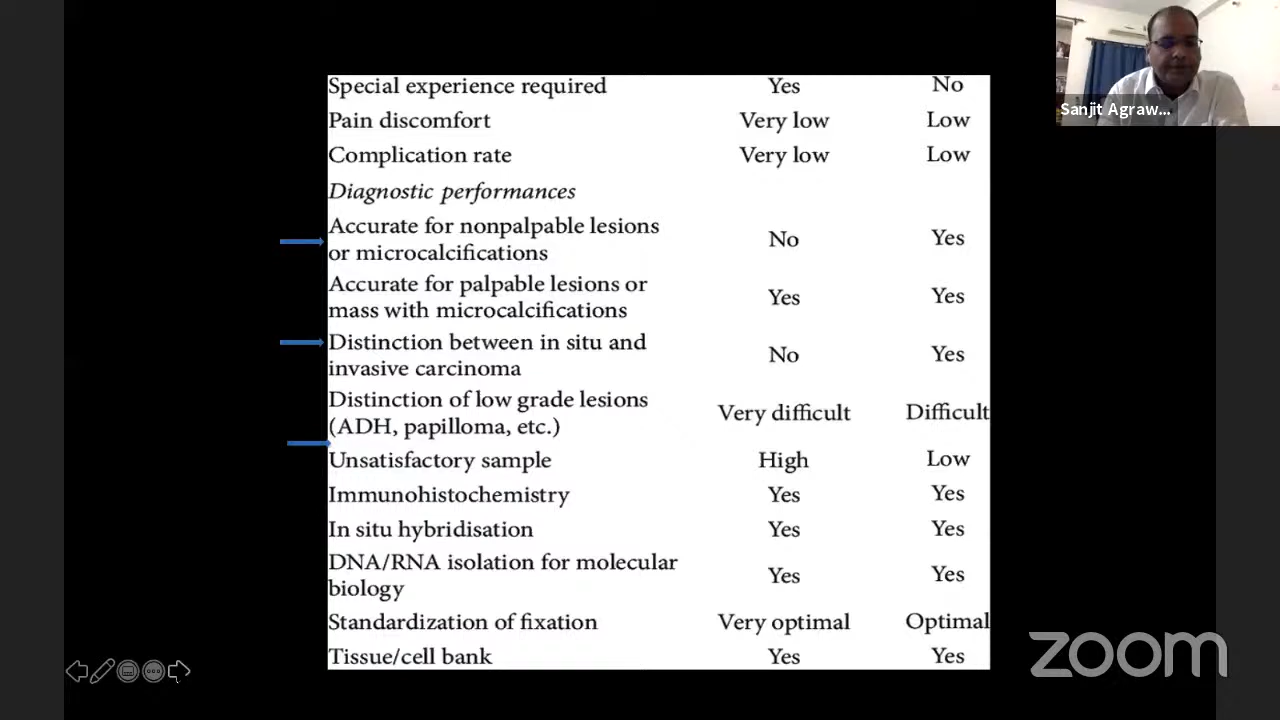 Special experience required Yes No
Pain discomfort Very low Low
Complication rate Very low Low
Diagnostic performances
Accurate for nonpalpable lesions
or microcalcifications No Yes
Accurate for palpable lesions or
mass with microcalcifications Yes Yes
Distinction between in situ and
invasive carcinoma No Yes
Distinction of low grade lesions
(ADH, papilloma, etc.) Very difficult Difficult
Unsatisfactory sample High Low
Immunohistochemistry Yes Yes
In situ hybridisation Yes Yes
DNA/RNA isolation for molecular
biology Yes Yes
Standardization of fixation Very optimal Optimal
Tissue/cell bank Yes Yes
Sanjit Agraw...
zoom